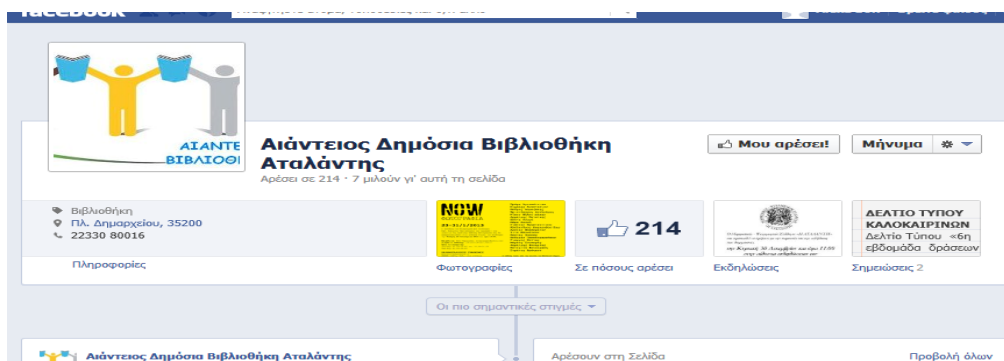 facebook
ΑΙΑΝΤΕ
ΒΙΒΛΙΟΘΙ
Αιάντειος Δημόσια Βιβλιοθήκη
Αταλάντης
Αρέσει σε 214 · 7 μιλούν γι' αυτή τη σελίδα
Μου αρέσει!
Μήνυμα
Βιβλιοθήκη
Πλ. Δημαρχείου, 35200
22330 80016
Πληροφορίες
NOW
Φωτογραφίες
214
Σε πόσους αρέσει
Εκδηλώσεις
ΔΕΛΤΙΟ ΤΥΠΟΥ
ΚΑΛΟΚΑΙΡΙΝΩΝ
Δελτίο Τύπου «6η
εβδομάδα δράσεων
Σημειώσεις 2
Οι πιο σημαντικές στιγμές
Αιάντειος Δημόσια Βιβλιοθήκη Αταλάντης
Αρέσουν στη Σελίδα
Προβολή όλων